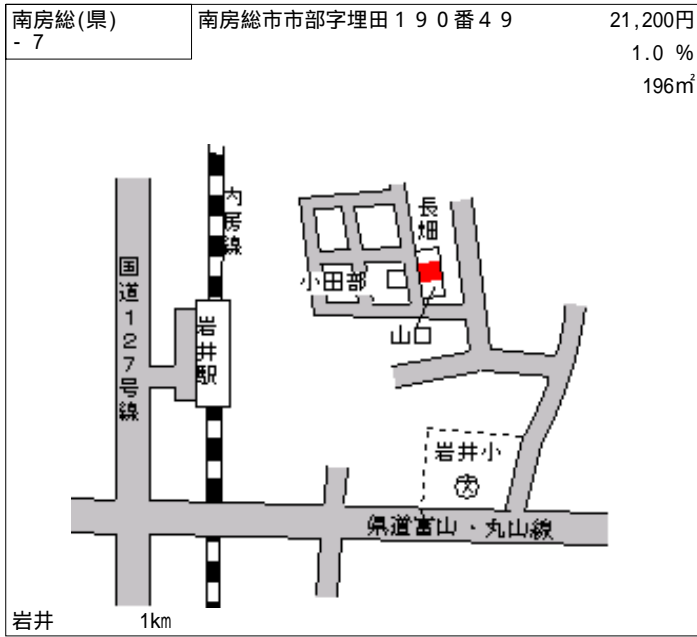 南房総(県)
- 7
南房総市市部字埋田１９０番４９
21,200円
1.0 %
196㎡
内房線
長畑
国道127号線
小田部
山口
岩井駅
岩井小
文
県道富山・丸山線
岩井 1km